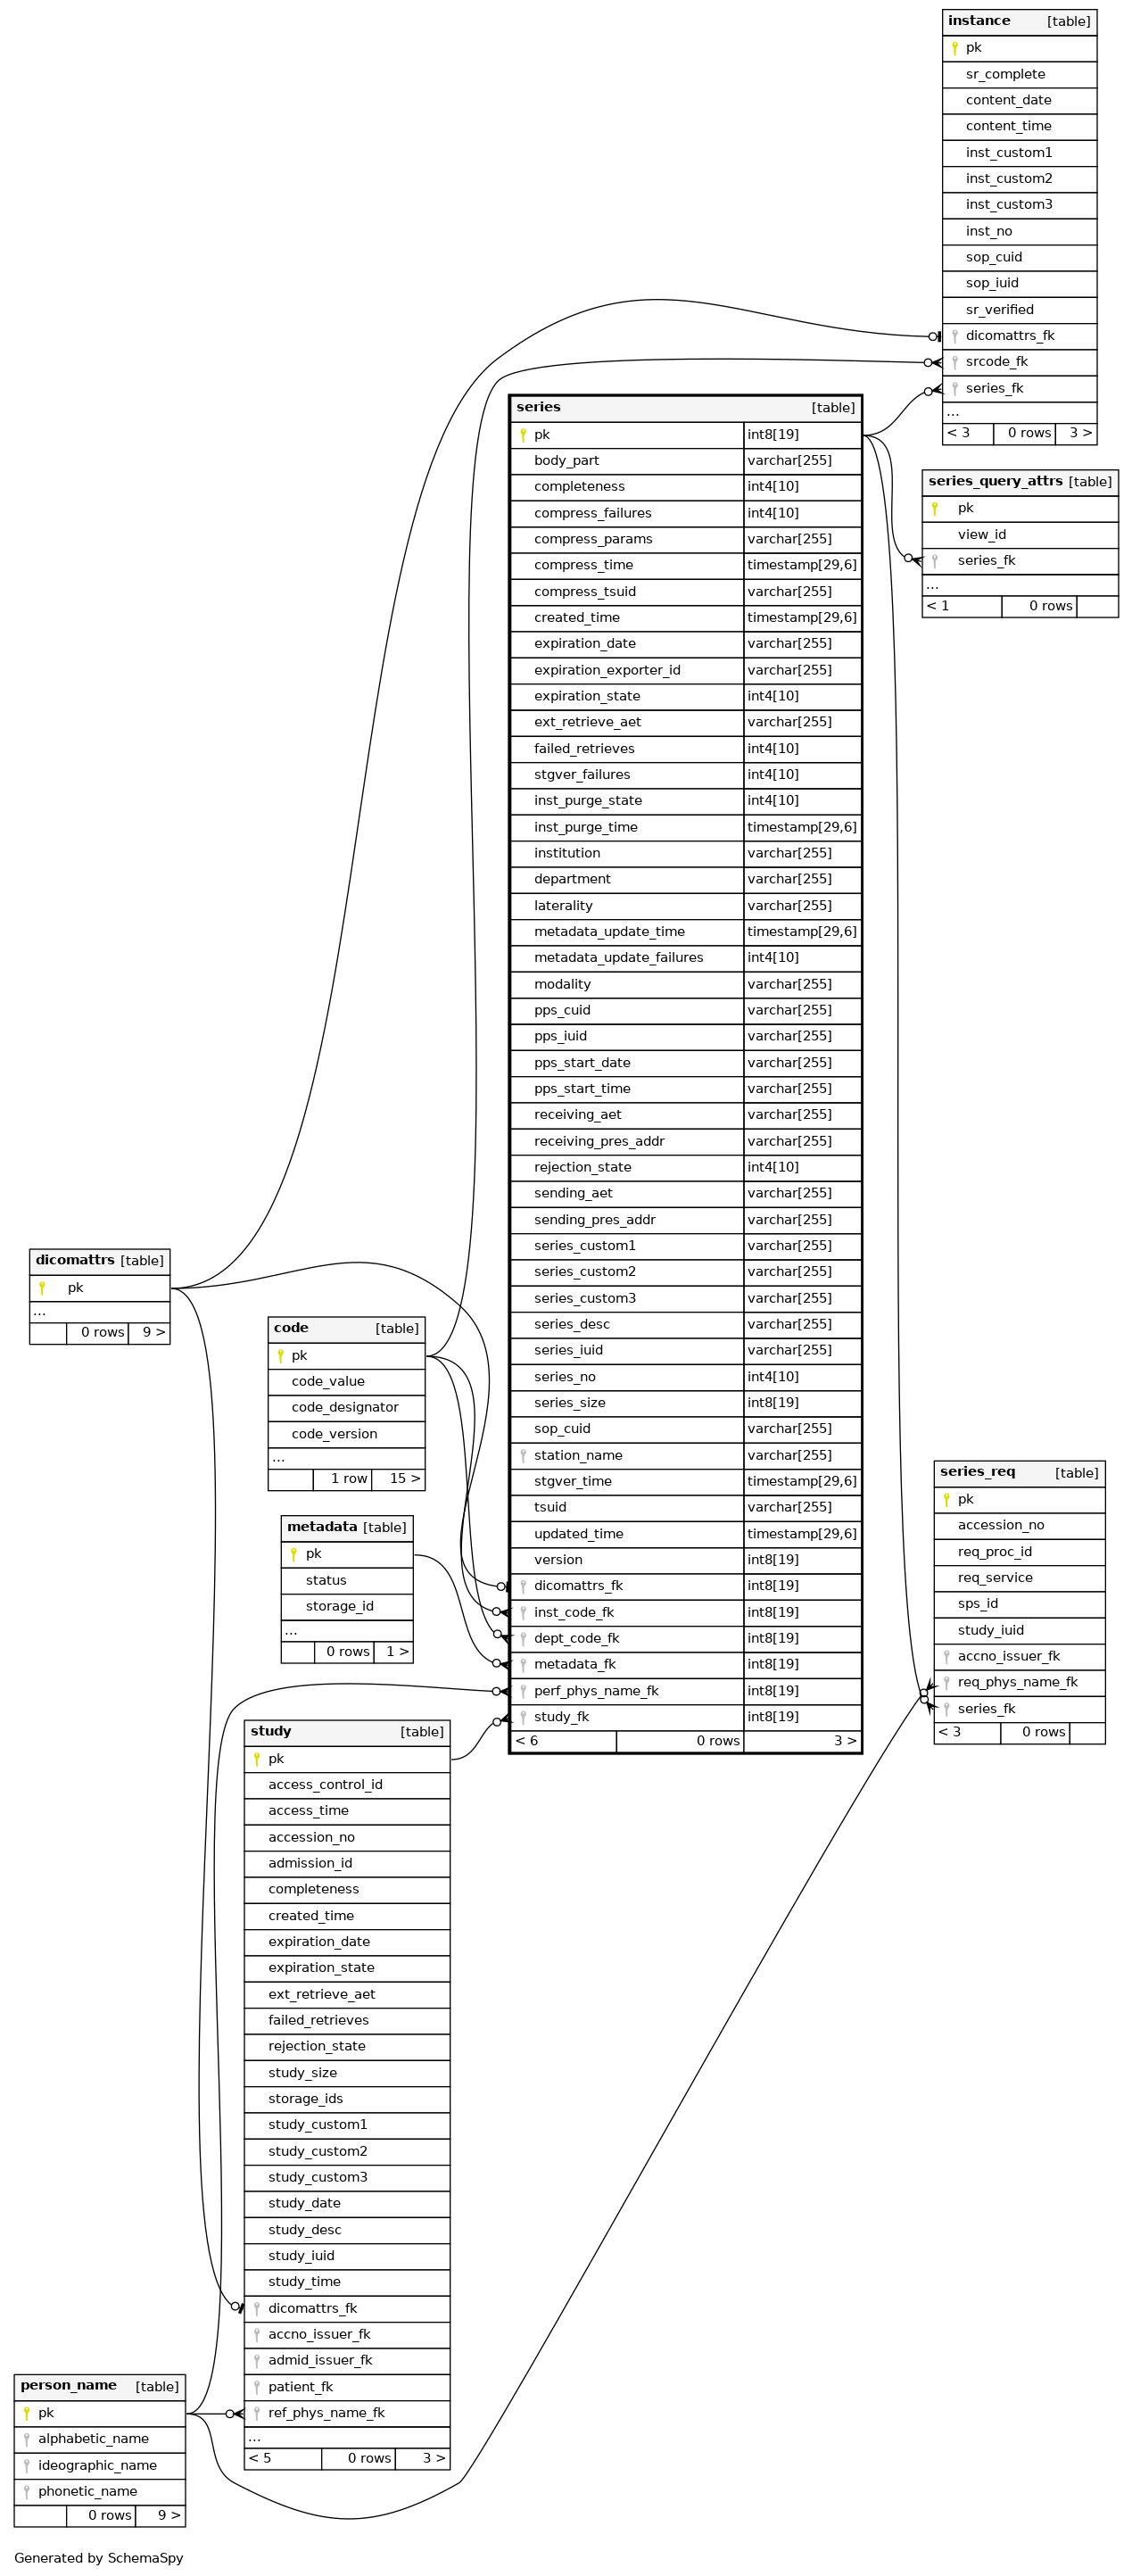 instance [table]
pk
sr_complete
content_date
content_time
inst_custom1
inst_custom2
inst_custom3
inst_no
sop_cuid
sop_iuid
sr_verified
dicomattrs_fk
srcode_fk
series_fk
...
< 3 0 rows 3 >
series [table]
pk int8[19]
body_part varchar[255]
completeness int4[10]
compress_failures int4[10]
compress_params varchar[255]
compress_time timestamp[29,6]
compress_tsuid varchar[255]
created_time timestamp[29,6]
expiration_date varchar[255]
expiration_exporter_id varchar[255]
expiration_state int4[10]
ext_retrieve_aet varchar[255]
failed_retrieves int4[10]
stgver_failures int4[10]
inst_purge_state int4[10]
inst_purge_time timestamp[29,6]
institution varchar[255]
department varchar[255]
laterality varchar[255]
metadata_update_time timestamp[29,6]
metadata_update_failures int4[10]
modality varchar[255]
pps_cuid varchar[255]
pps_iuid varchar[255]
pps_start_date varchar[255]
pps_start_time varchar[255]
receiving_aet varchar[255]
receiving_pres_addr varchar[255]
rejection_state int4[10]
sending_aet varchar[255]
sending_pres_addr varchar[255]
series_custom1 varchar[255]
series_custom2 varchar[255]
series_custom3 varchar[255]
series_desc varchar[255]
series_iuid varchar[255]
series_no int4[10]
series_size int8[19]
sop_cuid varchar[255]
station_name varchar[255]
stgver_time timestamp[29,6]
tsuid varchar[255]
updated_time timestamp[29,6]
version int8[19]
dicomattrs_fk int8[19]
inst_code_fk int8[19]
dept_code_fk int8[19]
metadata_fk int8[19]
perf_phys_name_fk int8[19]
study_fk int8[19]
< 6 0 rows 3 >
series_query_attrs [table]
pk
view_id
series_fk
...
< 1 0 rows
dicomattrs [table]
pk
...
0 rows 9 >
code [table]
pk
code_value
code_designator
code_version
...
1 row 15 >
series_req [table]
pk
accession_no
req_proc_id
req_service
sps_id
study_iuid
accno_issuer_fk
req_phys_name_fk
series_fk
< 3 0 rows
metadata [table]
pk
status
storage_id
...
0 rows 1 >
study [table]
pk
access_control_id
access_time
accession_no
admission_id
completeness
created_time
expiration_date
expiration_state
ext_retrieve_aet
failed_retrieves
rejection_state
study_size
storage_ids
study_custom1
study_custom2
study_custom3
study_date
study_desc
study_iuid
study_time
dicomattrs_fk
accno_issuer_fk
admid_issuer_fk
patient_fk
ref_phys_name_fk
...
< 5 0 rows 3 >
person_name [table]
pk
alphabetic_name
ideographic_name
phonetic_name
0 rows 9 >
Generated by SchemaSpy